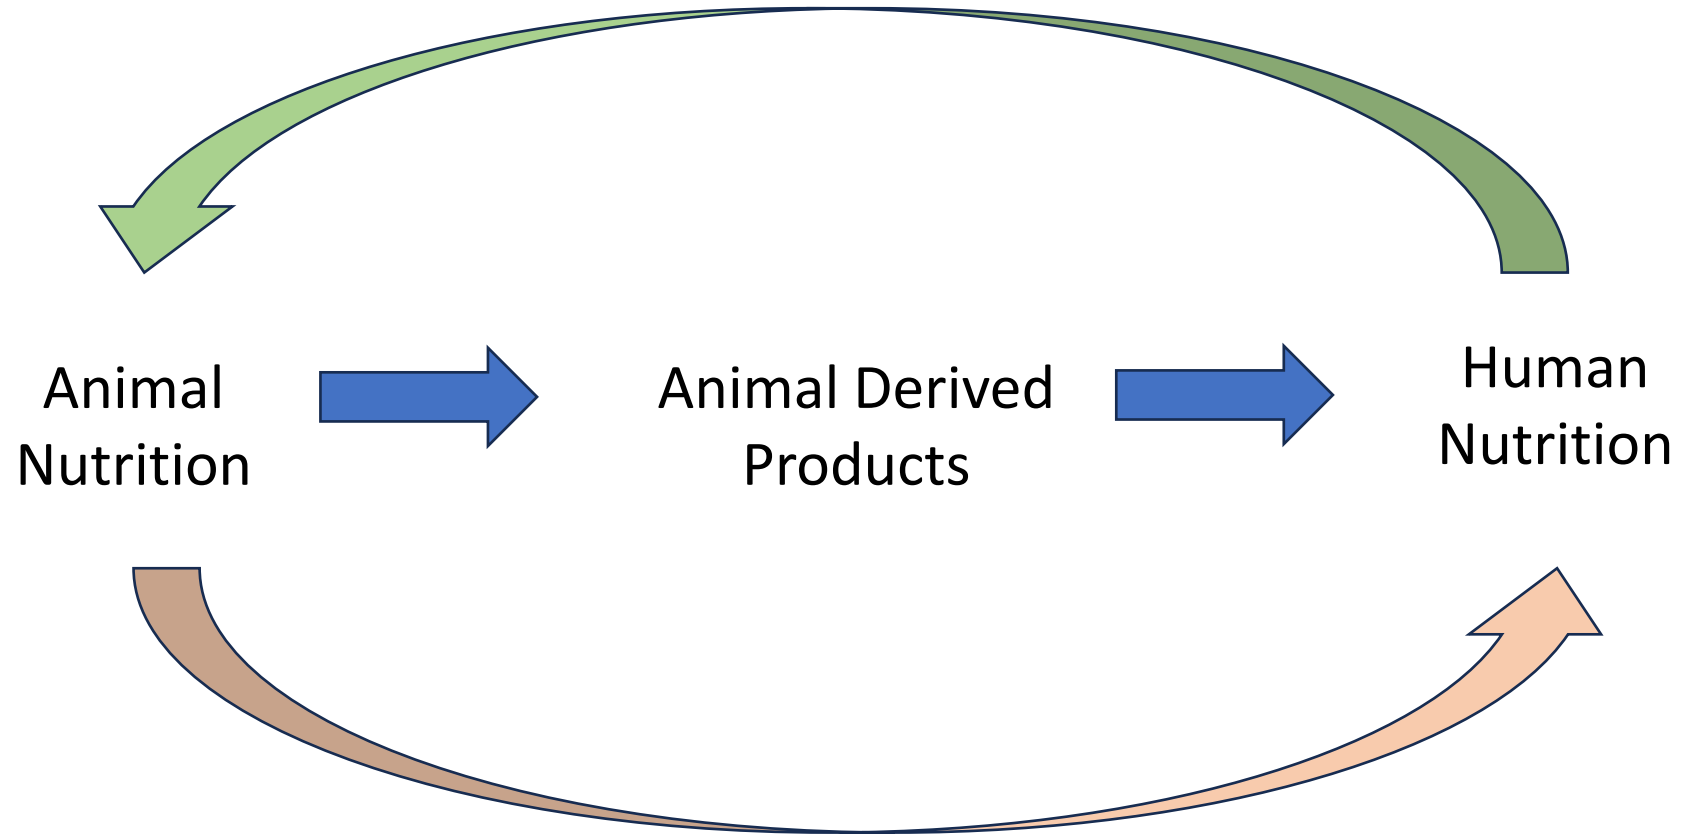 Animal
Nutrition
Animal Derived
Products
Human
Nutrition